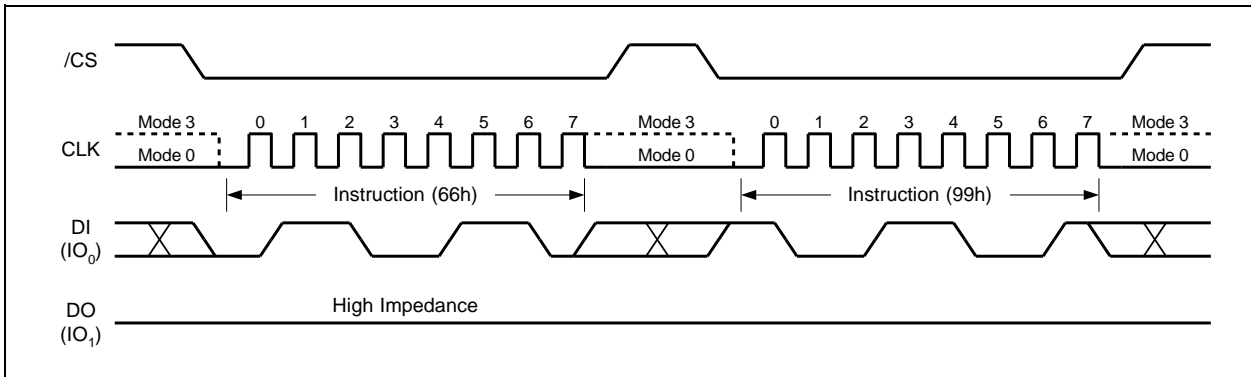 /CS
Mode 3 0 1 2 3 4 5 6 7 Mode 3 0 1 2 3 4 5 6 7 Mode 3
CLK
Mode 0 Mode 0 Mode 0
Instruction (66h) Instruction (99h)
DI
(IO0)
High Impedance
DO
(IO1)